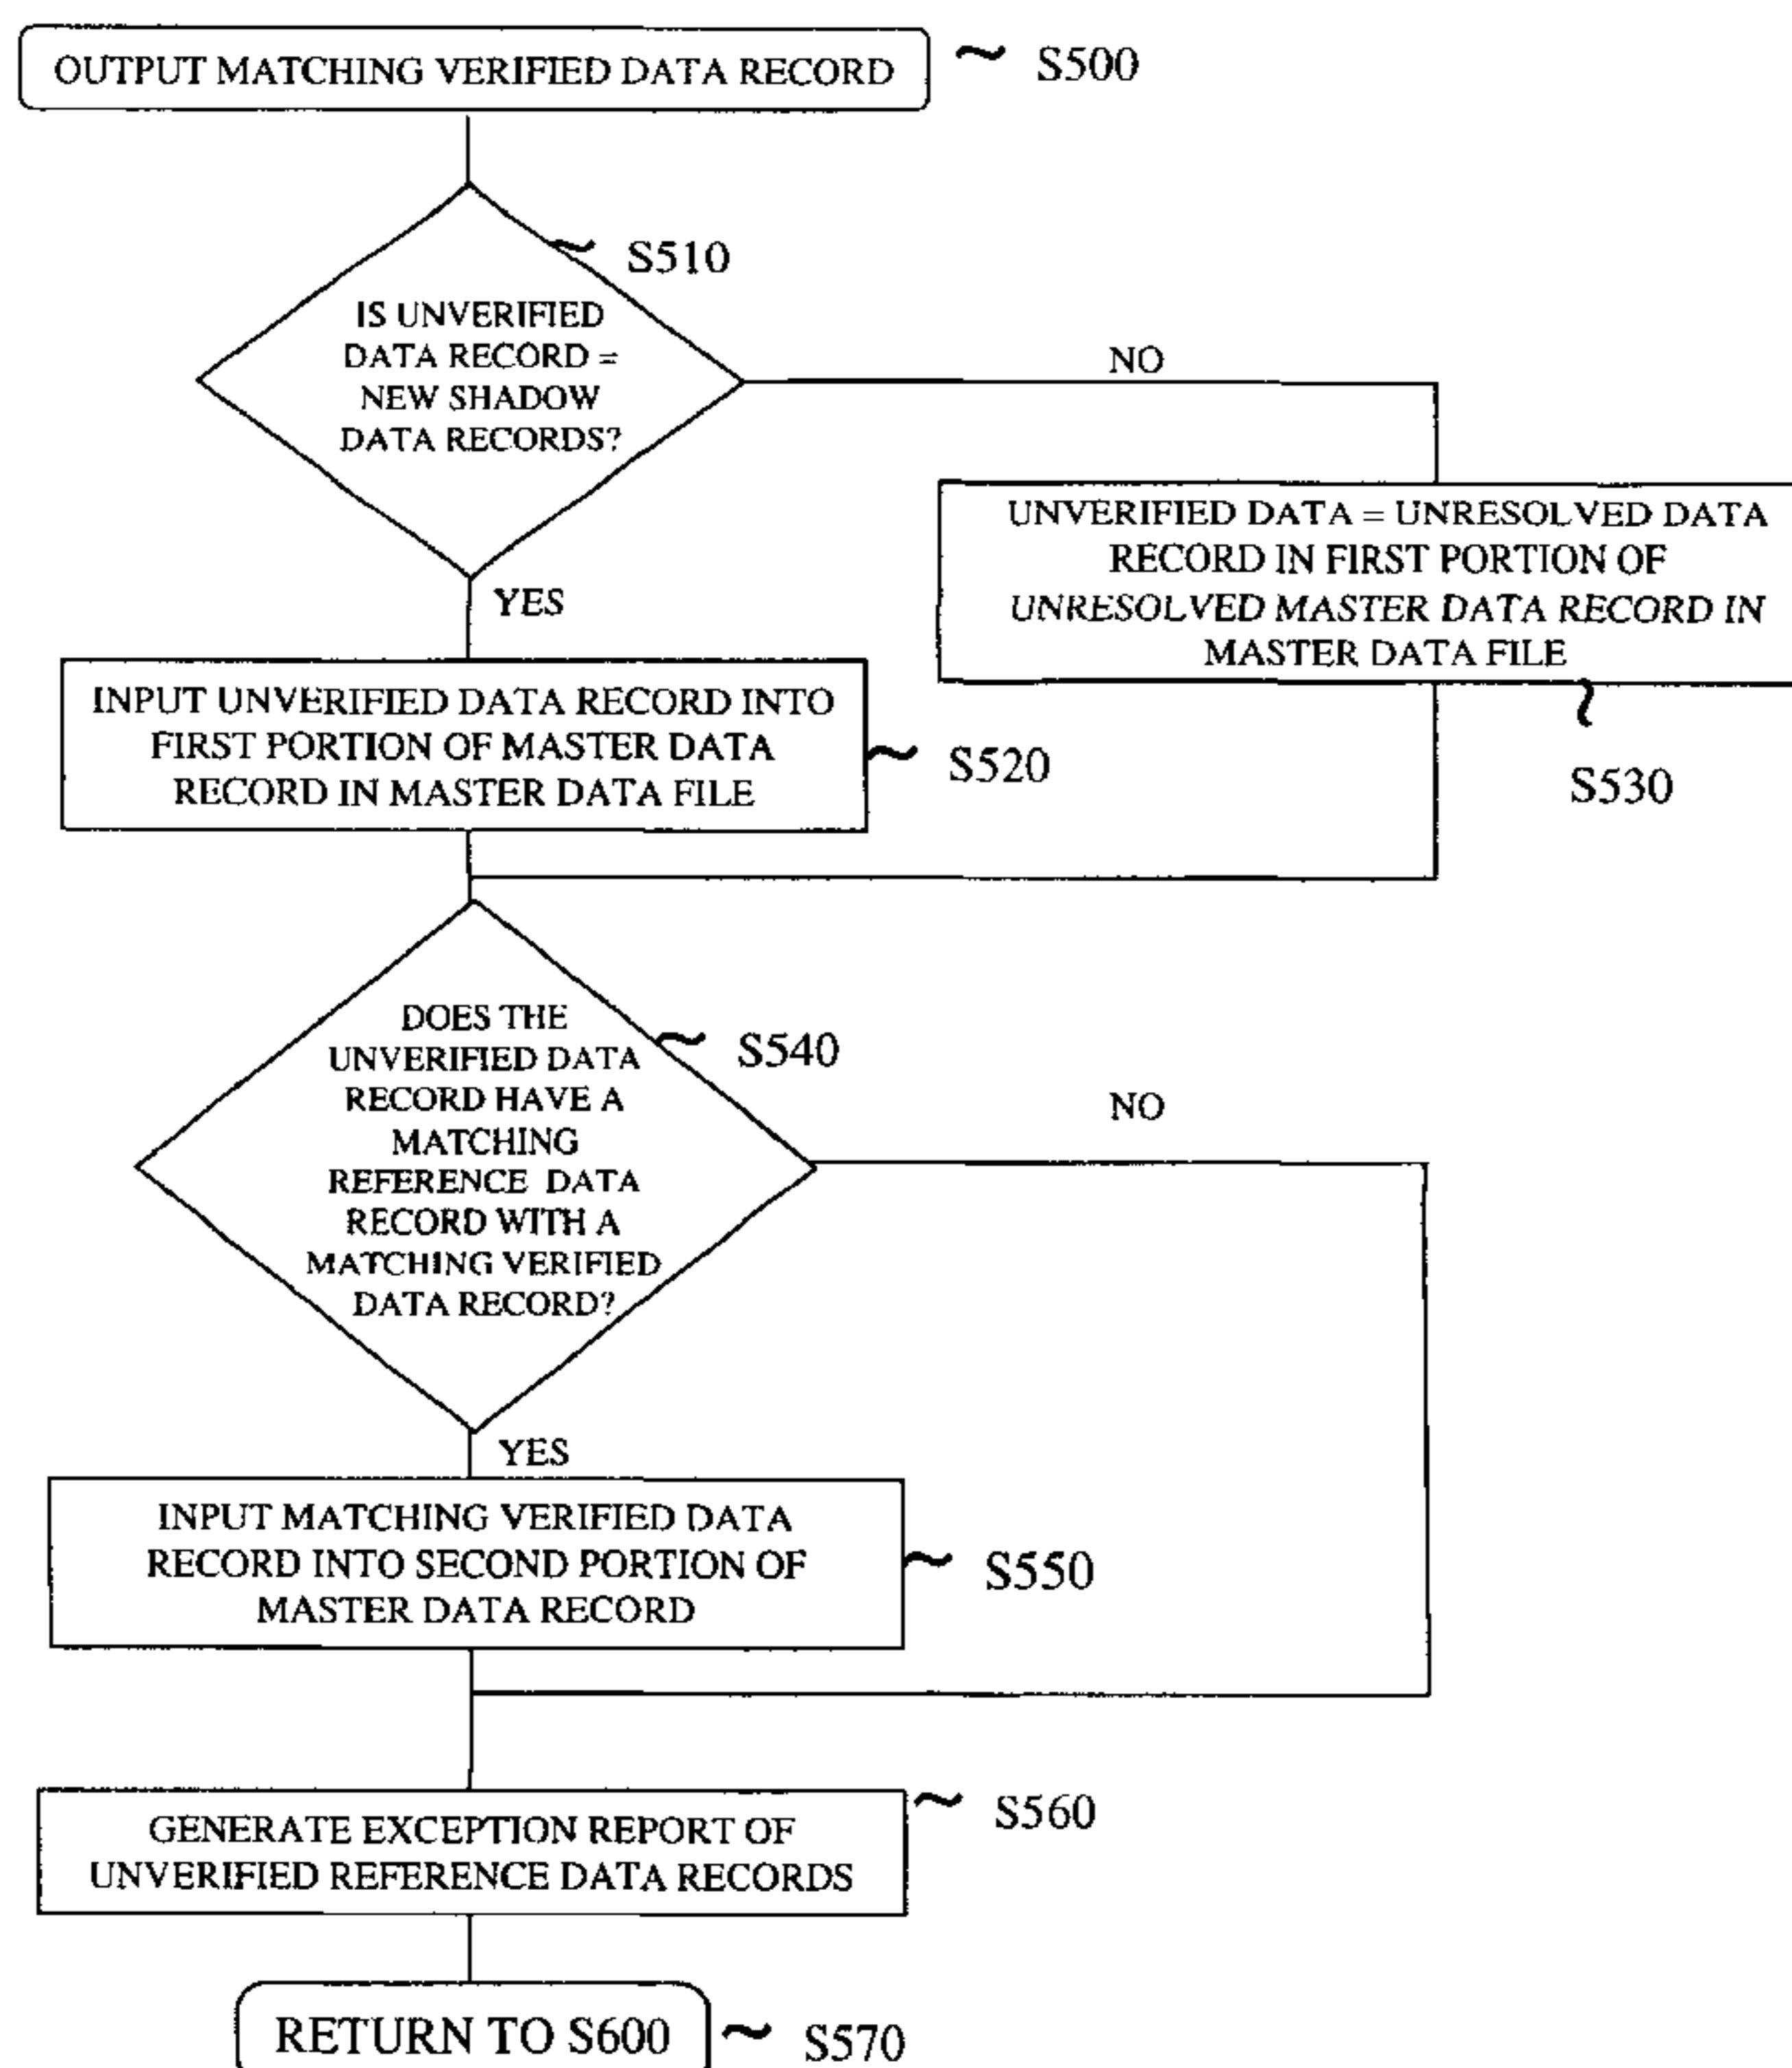 OUTPUT MATCHING VERIFIED DATA RECORD
S500
S510
IS UNVERIFIED
DATA RECORD =
NEW SHADOW
DATA RECORDS?
NO
YES
UNVERIFIED DATA = UNRESOLVED DATA
RECORD IN FIRST PORTION OF
UNRESOLVED MASTER DATA RECORD IN
MASTER DATA FILE
S530
INPUT UNVERIFIED DATA RECORD INTO
FIRST PORTION OF MASTER DATA
RECORD IN MASTER DATA FILE
S520
DOES THE
UNVERIFIED DATA
RECORD HAVE A
MATCHING
REFERENCE DATA
RECORD WITH A
MATCHING VERIFIED
DATA RECORD?
S540
NO
YES
INPUT MATCHING VERIFIED DATA
RECORD INTO SECOND PORTION OF
MASTER DATA RECORD
S550
GENERATE EXCEPTION REPORT OF
UNVERIFIED REFERENCE DATA RECORDS
S560
RETURN TO S600
S570